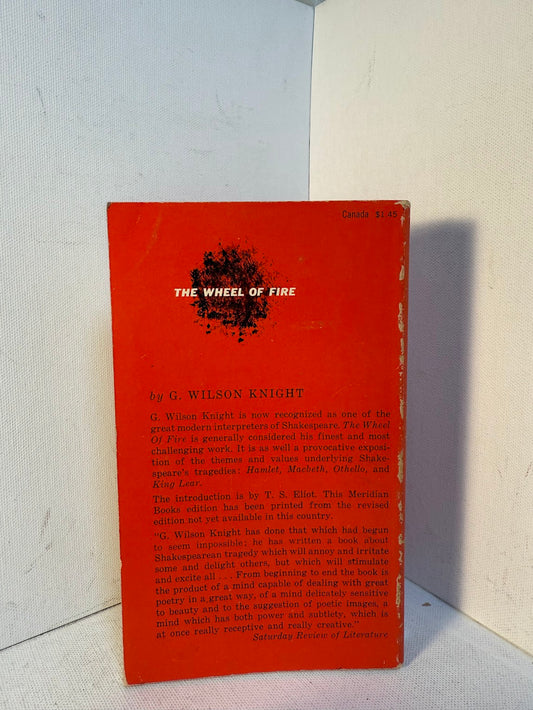 Canada $1.45
THE WHEEL OF FIRE
by G. WILSON KNIGHT
G. Wilson Knight is now recognized as one of the
great modern interpreters of Shakespeare. The Wheel
Of Fire is generally considered his finest and most
challenging work. It is as well a provocative exposi-
tion of the themes and values underlying Shake-
speare's tragedies: Hamlet, Macbeth, Othello, and
King Lear.
The introduction is by T. S. Eliot. This Meridian
Books edition has been printed from the revised
edition not yet available in this country.
"G. Wilson Knight has done that which had begun
to seem impossible: he has written a book about
Shakespearean tragedy which will annoy and irritate
some and delight others, but which will stimulate
and excite all . . . From beginning to end the book is
the product of a mind capable of dealing with great
poetry in a great way, of a mind delicately sensitive
to beauty and to the suggestion of poetic images, a
mind which has both power and subtlety, which is
at once really receptive and really creative."
Saturday Review of Literature